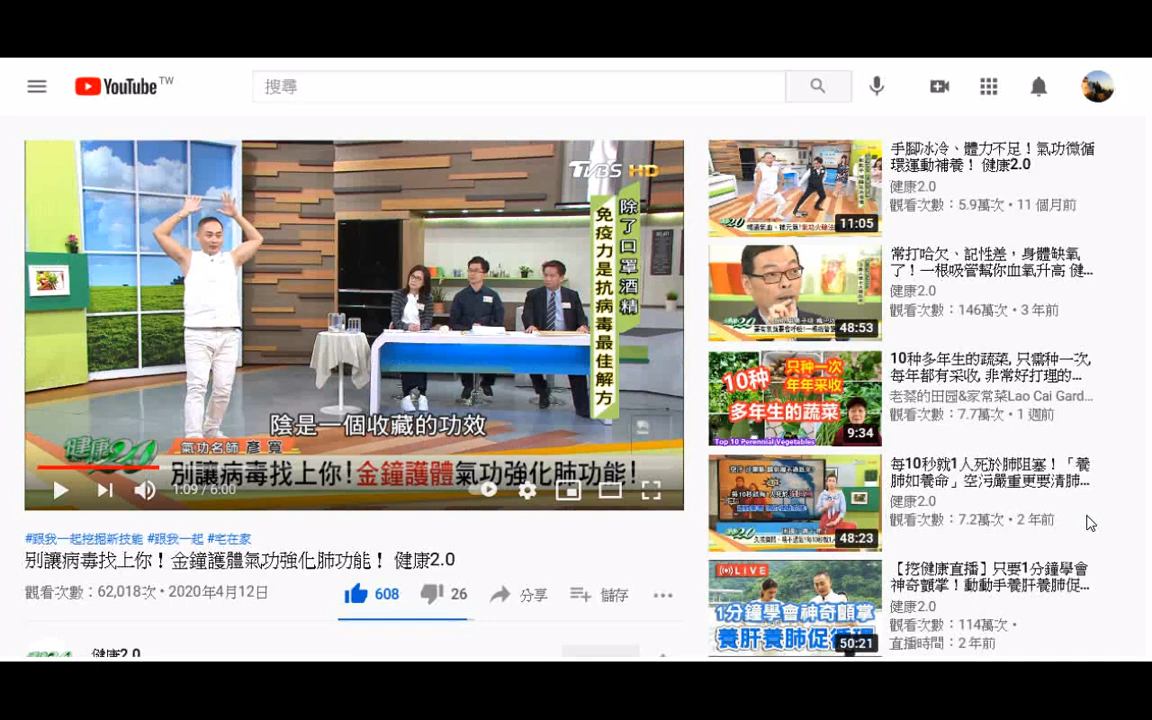 YouTube TW
搜尋
TVBS HD
除了口罩酒精
免疫力是抗病毒最佳解方
陰是一個收藏的功效
健康2.0
氣功名師 彥寬
別讓病毒找上你!金鐘護體氣功強化肺功能!
1:09 / 6:00
#跟我一起挖掘新技能 #跟我一起 #宅在家
別讓病毒找上你！金鐘護體氣功強化肺功能！ 健康2.0
觀看次數：62,018次・2020年4月12日
608
26
分享
儲存
健康2.0
11:05
手腳冰冷、體力不足！氣功微循
環運動補養！ 健康2.0
健康2.0
觀看次數：5.9萬次・11 個月前
48:53
常打哈欠、記性差，身體缺氧
了！一根吸管幫你血氧升高 健...
健康2.0
觀看次數：146萬次・3 年前
10种
只种一次
年年采收
多年生的蔬菜
Top 10 Perennial Vegetables
9:34
10种多年生的蔬菜, 只需种一次,
每年都有采收, 非常好打理的...
老菜的田园&家常菜Lao Cai Gard...
觀看次數：7.7萬次・1 週前
48:23
每10秒就1人死於肺阻塞！「養
肺如養命」空污嚴重更要清肺...
健康2.0
觀看次數：7.2萬次・2 年前
LIVE
1分鐘學會神奇顫掌
養肝養肺促循環
50:21
【挖健康直播】只要1分鐘學會
神奇顫掌！動動手養肝養肺促...
健康2.0
觀看次數：114萬次・
直播時間：2 年前